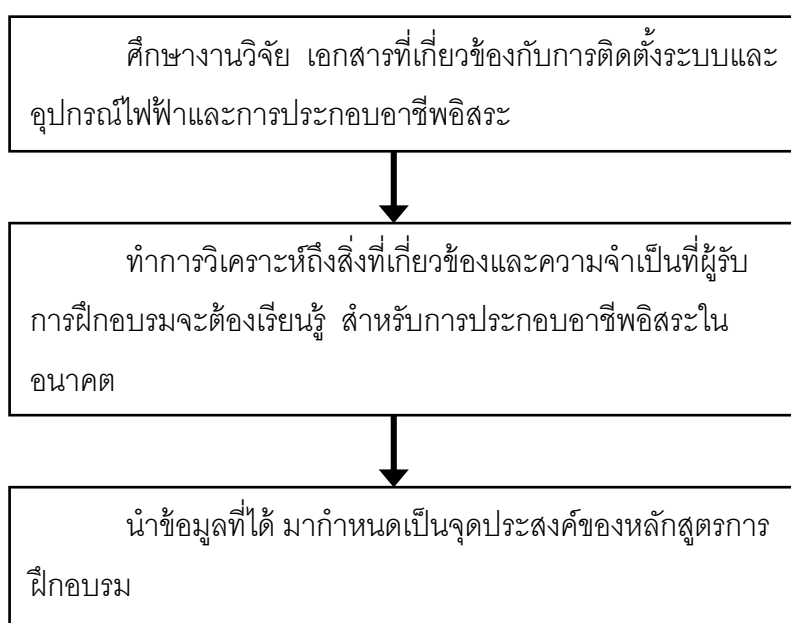 ศึกษางานวิจัย เอกสารที่เกี่ยวข้องกับการติดตั้งระบบและ
อุปกรณ์ไฟฟ้าและการประกอบอาชีพอิสระ
ทำการวิเคราะห์ถึงสิ่งที่เกี่ยวข้องและความจำเป็นที่ผู้รับ
การฝึกอบรมจะต้องเรียนรู้ สำหรับการประกอบอาชีพอิสระใน
อนาคต
นำข้อมูลที่ได้ มากำหนดเป็นจุดประสงค์ของหลักสูตรการ
ฝึกอบรม